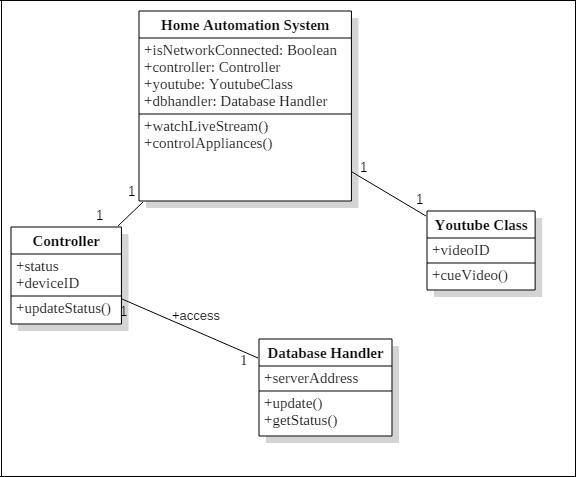 Home Automation System
+isNetworkConnected: Boolean
+controller: Controller
+youtube: YoutubeClass
+dbhandler: Database Handler
+watchLiveStream()
+controlAppliances()
1
1
1
1
Youtube Class
+videoID
+cueVideo()
Controller
+status
+deviceID
+updateStatus()
1
+access
1
Database Handler
+serverAddress
+update()
+getStatus()